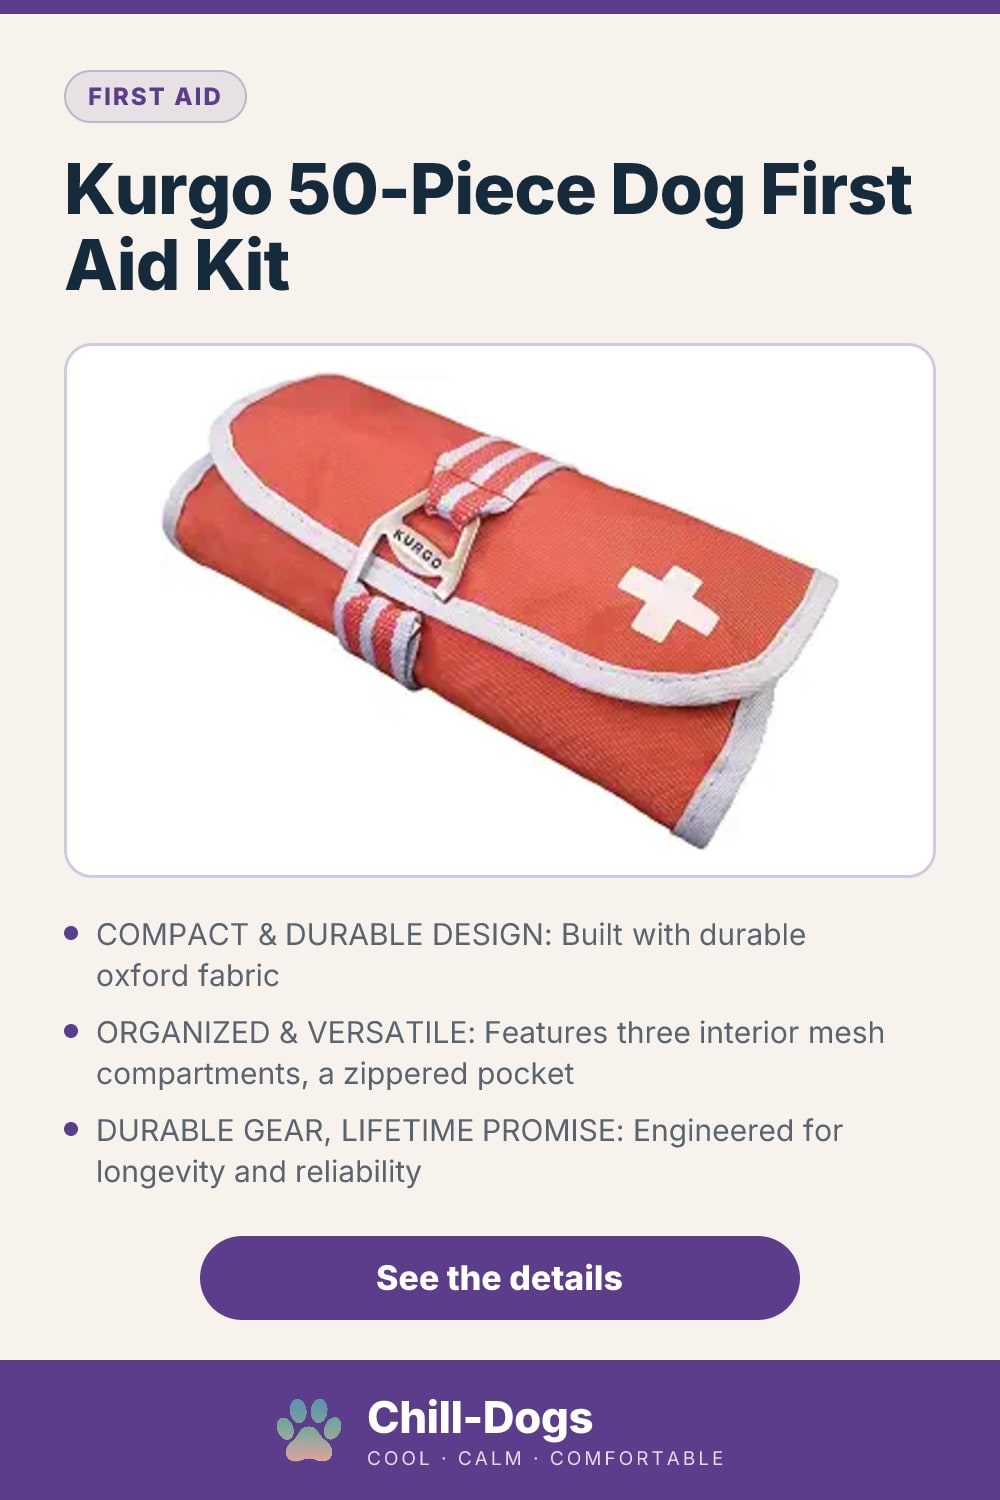 FIRST AID
Kurgo 50-Piece Dog First
Aid Kit
KURGO
COMPACT & DURABLE DESIGN: Built with durable
oxford fabric
ORGANIZED & VERSATILE: Features three interior mesh
compartments, a zippered pocket
DURABLE GEAR, LIFETIME PROMISE: Engineered for
longevity and reliability
See the details
Chill-Dogs
COOL · CALM · COMFORTABLE